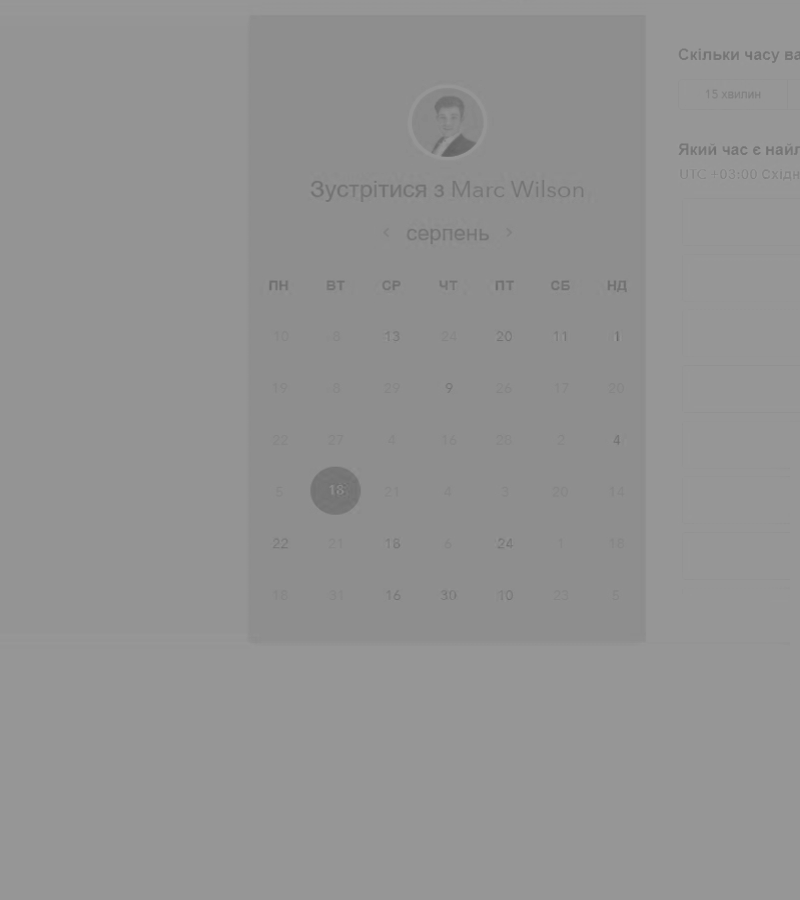 Зустрітися з Marc Wilson
‹ серпень ›
ПН ВТ СР ЧТ ПТ СБ НД
10 6 13 24 20 11 1
19 8 29 9 26 17 20
22 27 4 16 28 2 4
5 18 21 4 3 20 14
22 21 18 6 24 1 18
18 31 16 30 10 23 5
Скільки часу ва
15 хвилин
Який час є найл
UTC +03:00 Східн